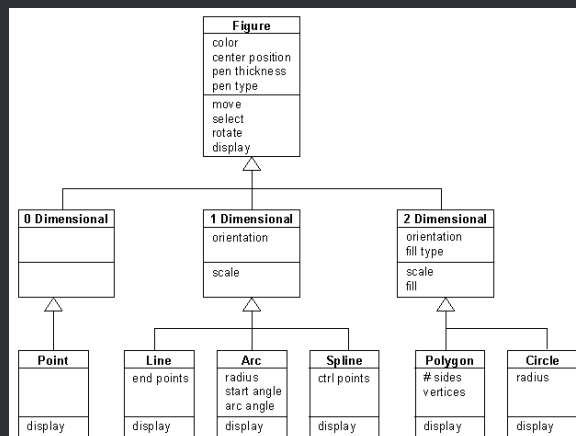 Figure
color
center position
pen thickness
pen type
move
select
rotate
display
0 Dimensional
1 Dimensional
orientation
scale
2 Dimensional
orientation
fill type
scale
fill
Point
display
Line
end points
display
Arc
radius
start angle
arc angle
display
Spline
ctrl points
display
Polygon
# sides
vertices
display
Circle
radius
display